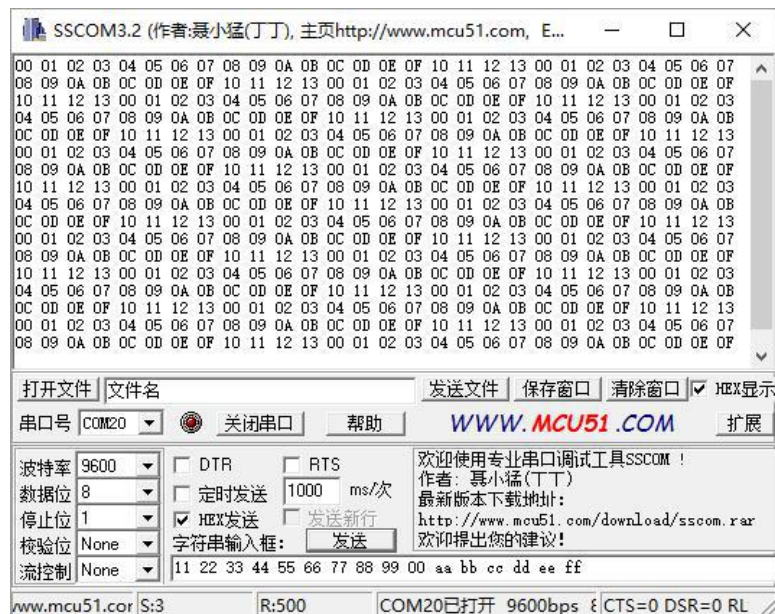 SSCOM3.2 (作者:聂小猛(丁丁), 主页http://www.mcu51.com, E...
00 01 02 03 04 05 06 07 08 09 0A 0B 0C 0D 0E 0F 10 11 12 13 00 01 02 03 04 05 06 07
08 09 0A 0B 0C 0D 0E 0F 10 11 12 13 00 01 02 03 04 05 06 07 08 09 0A 0B 0C 0D 0E 0F
10 11 12 13 00 01 02 03 04 05 06 07 08 09 0A 0B 0C 0D 0E 0F 10 11 12 13 00 01 02 03
04 05 06 07 08 09 0A 0B 0C 0D 0E 0F 10 11 12 13 00 01 02 03 04 05 06 07 08 09 0A 0B
0C 0D 0E 0F 10 11 12 13 00 01 02 03 04 05 06 07 08 09 0A 0B 0C 0D 0E 0F 10 11 12 13
00 01 02 03 04 05 06 07 08 09 0A 0B 0C 0D 0E 0F 10 11 12 13 00 01 02 03 04 05 06 07
08 09 0A 0B 0C 0D 0E 0F 10 11 12 13 00 01 02 03 04 05 06 07 08 09 0A 0B 0C 0D 0E 0F
10 11 12 13 00 01 02 03 04 05 06 07 08 09 0A 0B 0C 0D 0E 0F 10 11 12 13 00 01 02 03
04 05 06 07 08 09 0A 0B 0C 0D 0E 0F 10 11 12 13 00 01 02 03 04 05 06 07 08 09 0A 0B
0C 0D 0E 0F 10 11 12 13 00 01 02 03 04 05 06 07 08 09 0A 0B 0C 0D 0E 0F 10 11 12 13
00 01 02 03 04 05 06 07 08 09 0A 0B 0C 0D 0E 0F 10 11 12 13 00 01 02 03 04 05 06 07
08 09 0A 0B 0C 0D 0E 0F 10 11 12 13 00 01 02 03 04 05 06 07 08 09 0A 0B 0C 0D 0E 0F
10 11 12 13 00 01 02 03 04 05 06 07 08 09 0A 0B 0C 0D 0E 0F 10 11 12 13 00 01 02 03
04 05 06 07 08 09 0A 0B 0C 0D 0E 0F 10 11 12 13 00 01 02 03 04 05 06 07 08 09 0A 0B
0C 0D 0E 0F 10 11 12 13 00 01 02 03 04 05 06 07 08 09 0A 0B 0C 0D 0E 0F 10 11 12 13
00 01 02 03 04 05 06 07 08 09 0A 0B 0C 0D 0E 0F 10 11 12 13 00 01 02 03 04 05 06 07
08 09 0A 0B 0C 0D 0E 0F 10 11 12 13 00 01 02 03 04 05 06 07 08 09 0A 0B 0C 0D 0E 0F
打开文件 文件名 发送文件 保存窗口 清除窗口 HEX显示
串口号 COM20 关闭串口 帮助 WWW.MCU51.COM 扩展
波特率 9600 DTR RTS
数据位 8 定时发送 1000 ms/次
停止位 1 HEX发送 发送新行
校验位 None 字符串输入框: 发送
流控制 None 11 22 33 44 55 66 77 88 99 00 aa bb cc dd ee ff
欢迎使用专业串口调试工具SSCOM !
作者: 聂小猛(丁丁)
最新版本下载地址:
http://www.mcu51.com/download/sscom.rar
欢迎提出您的建议!
www.mcu51.cor S:3 R:500 COM20已打开 9600bps CTS=0 DSR=0 RL